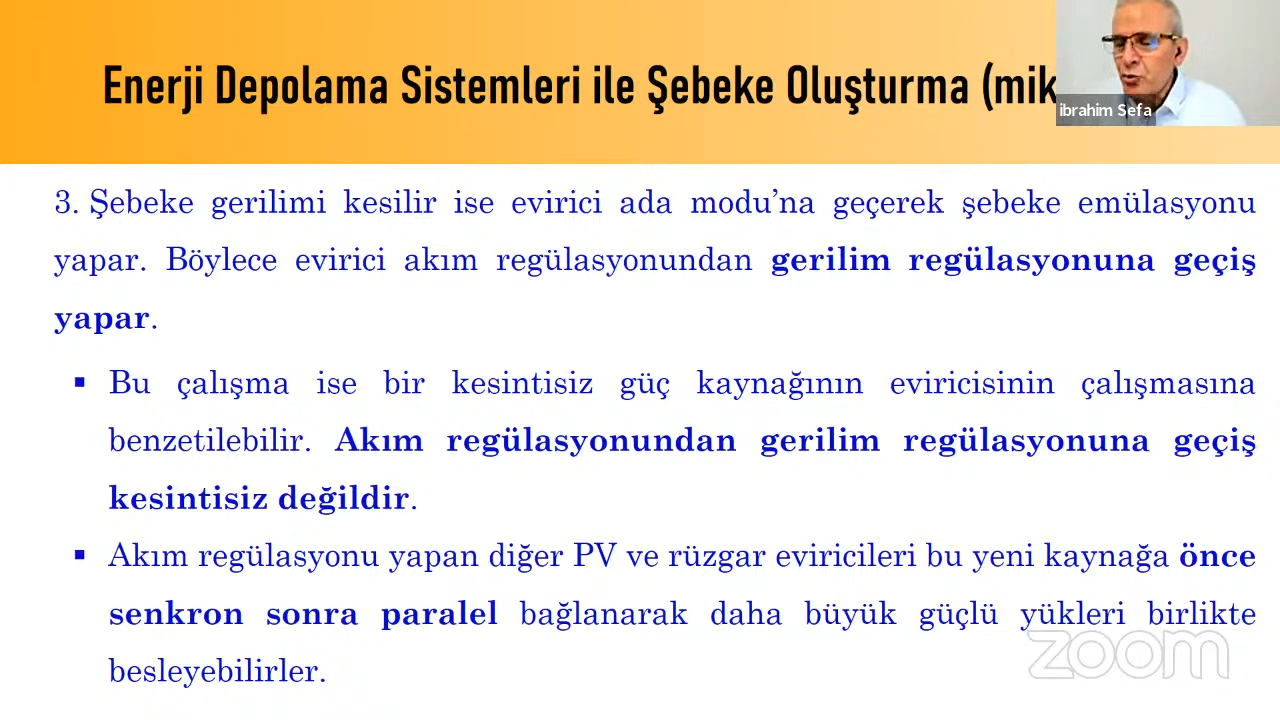 Enerji Depolama Sistemleri ile Şebeke Oluşturma (mik
ibrahim Sefa
3. Şebeke gerilimi kesilir ise evirici ada modu’na geçerek şebeke emülasyonu
yapar. Böylece evirici akım regülasyonundan gerilim regülasyonuna geçiş
yapar.
▪ Bu çalışma ise bir kesintisiz güç kaynağının eviricisinin çalışmasına
benzetilebilir. Akım regülasyonundan gerilim regülasyonuna geçiş
kesintisiz değildir.
▪ Akım regülasyonu yapan diğer PV ve rüzgar eviricileri bu yeni kaynağa önce
senkron sonra paralel bağlanarak daha büyük güçlü yükleri birlikte
besleyebilirler.
zoom